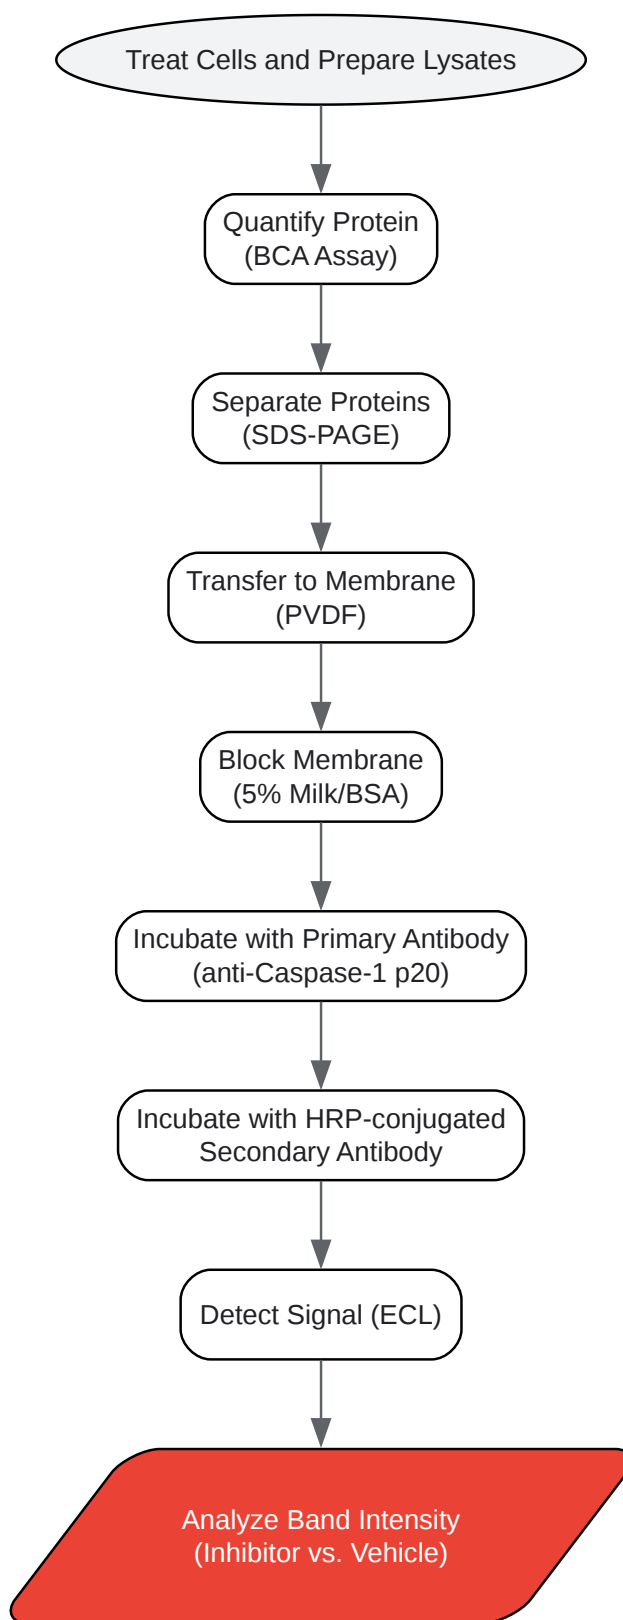 Treat Cells and Prepare Lysates
Quantify Protein
(BCA Assay)
Separate Proteins
(SDS-PAGE)
Transfer to Membrane
(PVDF)
Block Membrane
(5% Milk/BSA)
Incubate with Primary Antibody
(anti-Caspase-1 p20)
Incubate with HRP-conjugated
Secondary Antibody
Detect Signal (ECL)
Analyze Band Intensity
(Inhibitor vs. Vehicle)